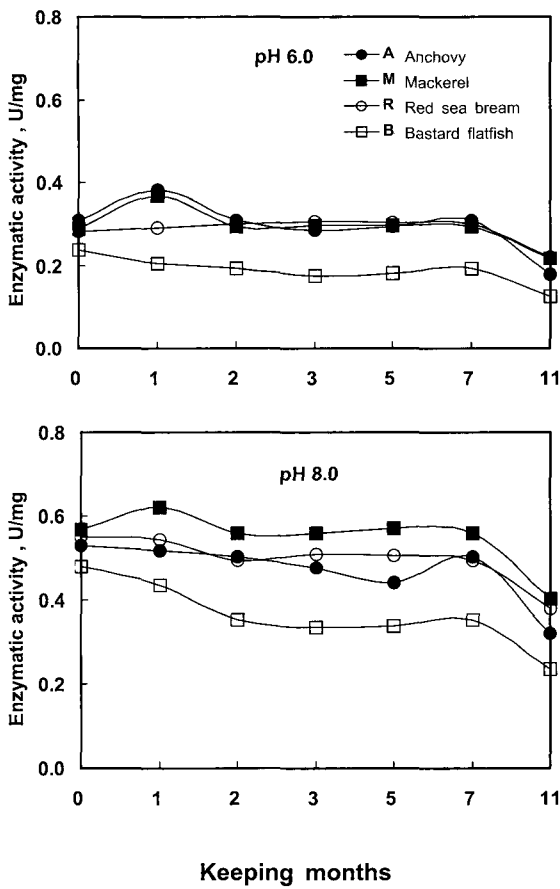 0.8
pH 6.0
A Anchovy
M Mackerel
R Red sea bream
B Bastard flatfish
0.6
0.4
0.2
0.0
Enzymatic activity , U/mg
0 1 2 3 5 7 11
0.8
pH 8.0
0.6
0.4
0.2
0.0
Enzymatic activity , U/mg
0 1 2 3 5 7 11
Keeping months